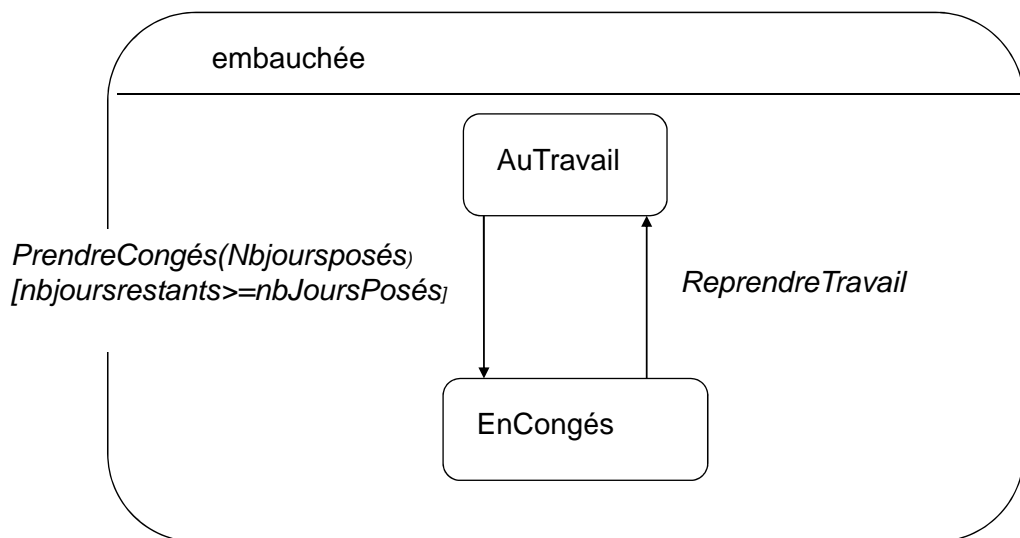 embauchée
AuTravail
PrendreCongés(Nbjoursposés)
[nbjoursrestants>=nbJoursPosés]
ReprendreTravail
EnCongés